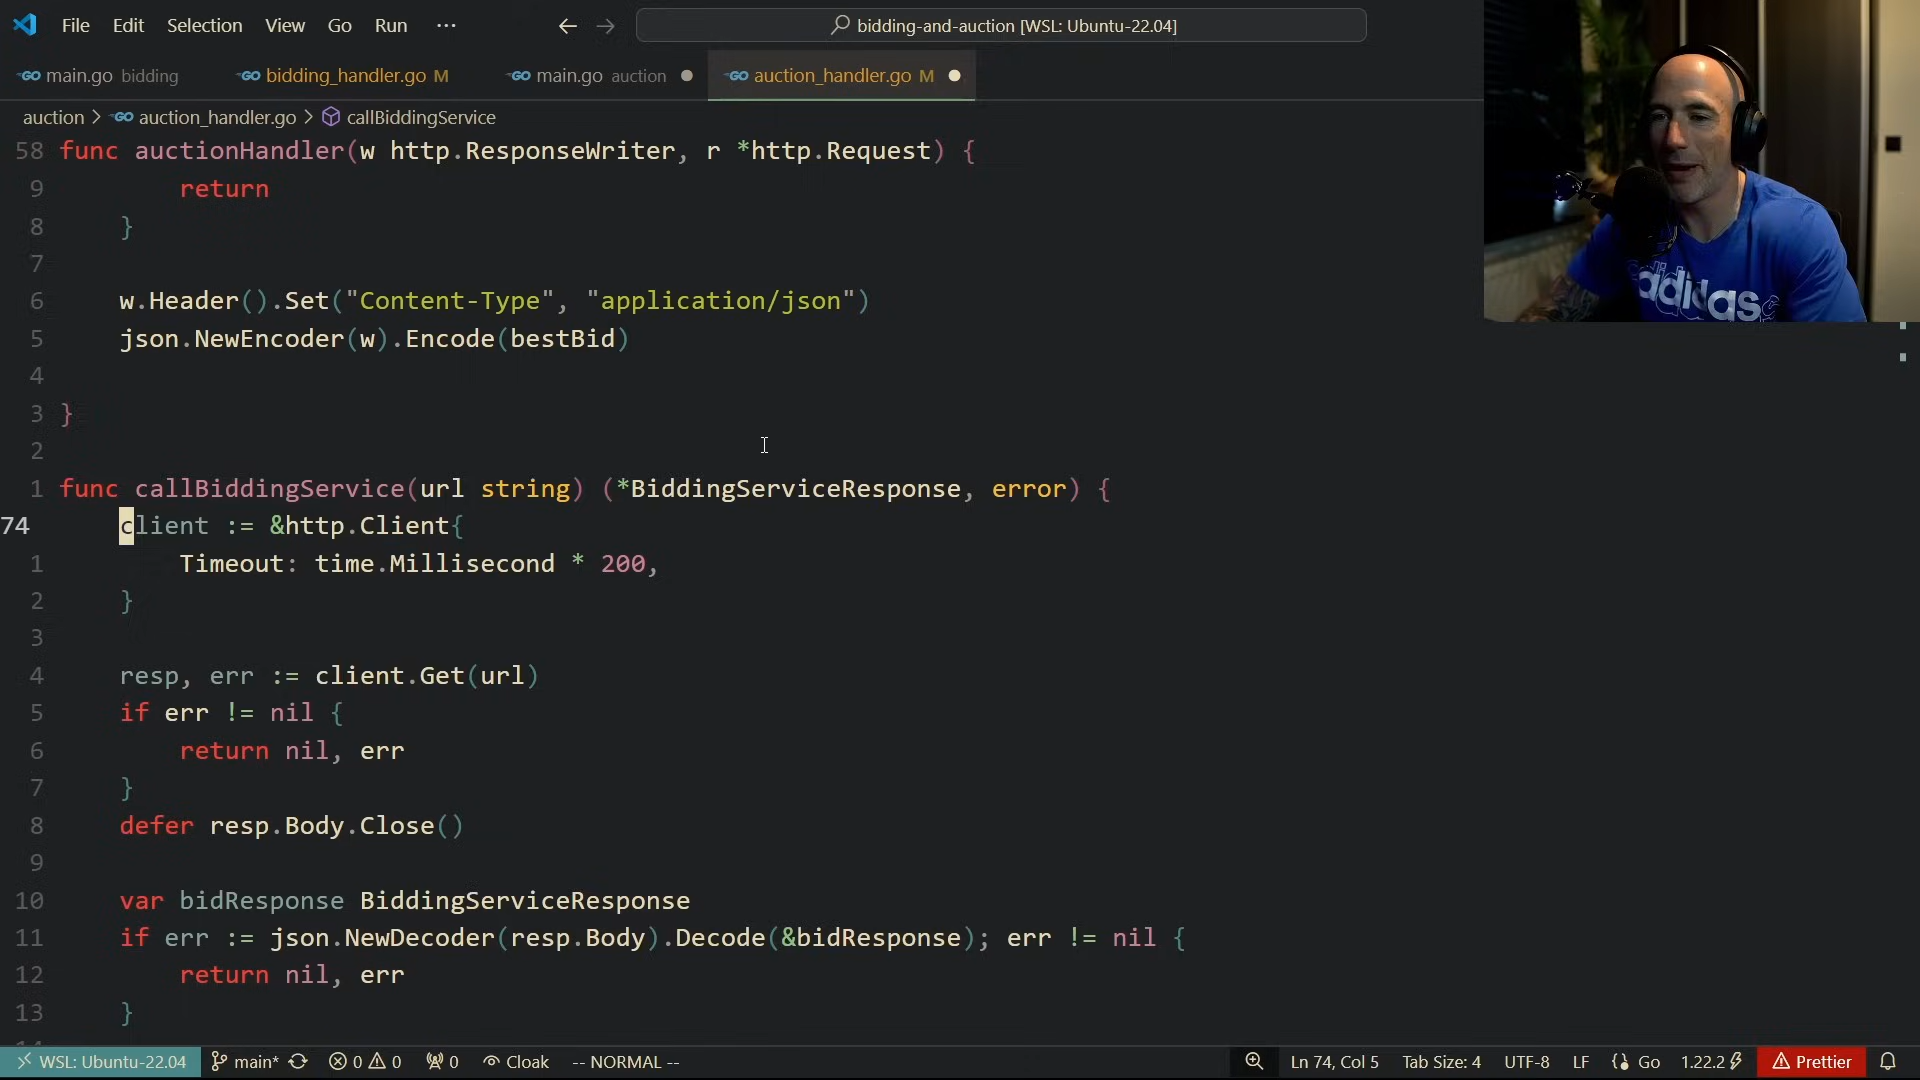 File Edit Selection View Go Run ··· bidding-and-auction [WSL: Ubuntu-22.04]
main.go bidding bidding_handler.go M main.go auction auction_handler.go M
auction > auction_handler.go > callBiddingService
58 func auctionHandler(w http.ResponseWriter, r *http.Request) {
9 return
8 }
7
6 w.Header().Set("Content-Type", "application/json")
5 json.NewEncoder(w).Encode(bestBid)
4
3 }
2
1 func callBiddingService(url string) (*BiddingServiceResponse, error) {
74 client := &http.Client{
1 Timeout: time.Millisecond * 200,
2 }
3
4 resp, err := client.Get(url)
5 if err != nil {
6 return nil, err
7 }
8 defer resp.Body.Close()
9
10 var bidResponse BiddingServiceResponse
11 if err := json.NewDecoder(resp.Body).Decode(&bidResponse); err != nil {
12 return nil, err
13 }
WSL: Ubuntu-22.04 main* 0 0 0 Cloak -- NORMAL -- Ln 74, Col 5 Tab Size: 4 UTF-8 LF Go 1.22.2 Prettier
adidas